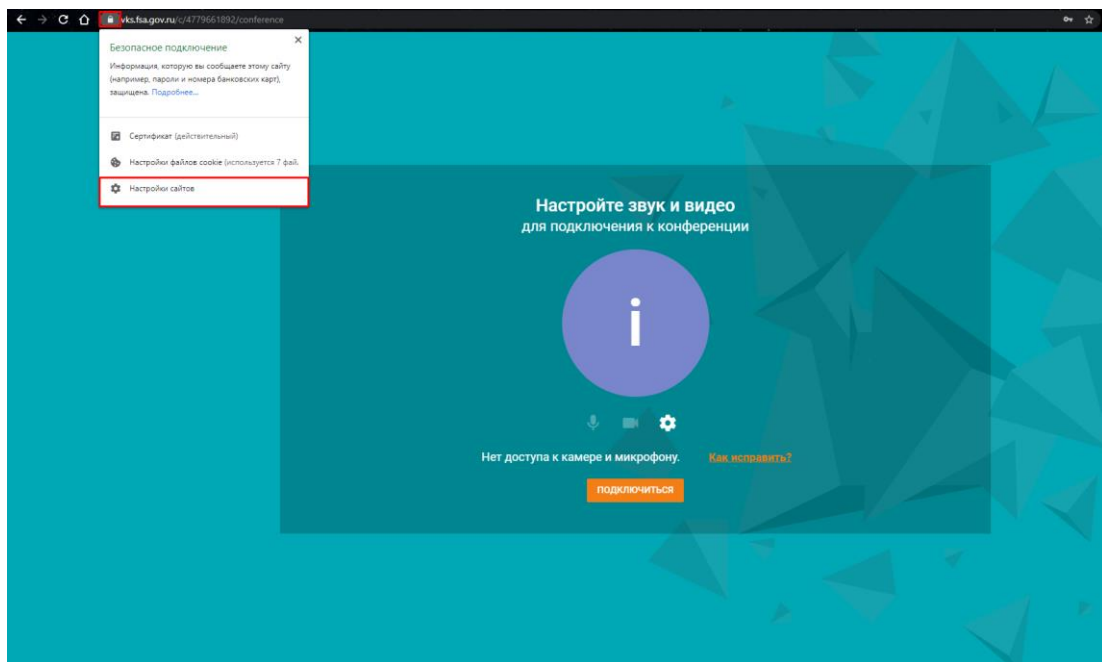 vks.fsa.gov.ru/c/4779661892/conference
Безопасное подключение
Информация, которую вы сообщаете этому сайту
(например, пароли и номера банковских карт),
защищена. Подробнее...
Сертификат (действительный)
Настройки файлов cookie (используется 7 фай.
Настройки сайтов
Настройте звук и видео
для подключения к конференции
i
Нет доступа к камере и микрофону. Как исправить?
ПОДКЛЮЧИТЬСЯ